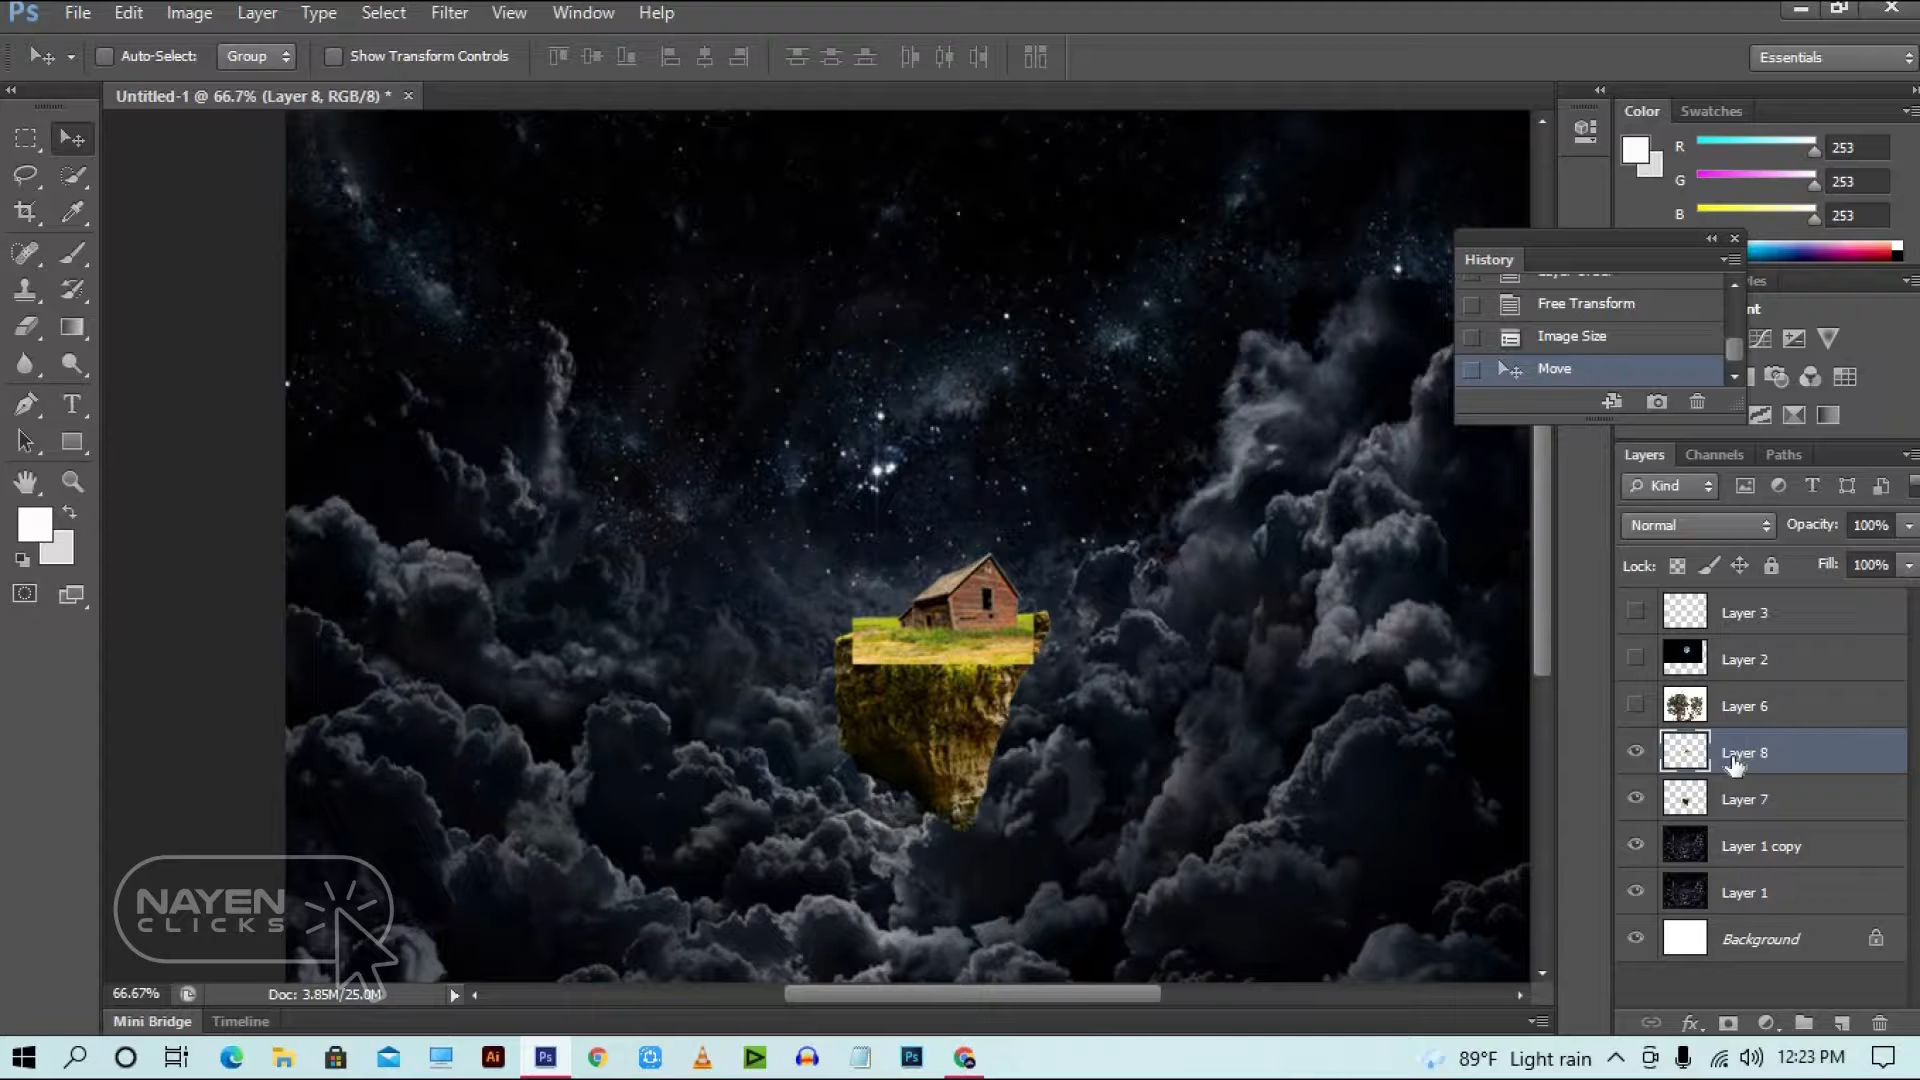 Ps File Edit Image Layer Type Select Filter View Window Help
Auto-Select: Group Show Transform Controls Essentials
Untitled-1 @ 66.7% (Layer 8, RGB/8) *
Color Swatches
R 253
G 253
B 253
History
Free Transform
Image Size
Move
Layers Channels Paths
Kind
Normal Opacity: 100%
Lock: Fill: 100%
Layer 3
Layer 2
Layer 6
Layer 8
Layer 7
Layer 1 copy
Layer 1
Background
NAYEN
CLICKS
66.67% Doc: 3.85M/25.0M
Mini Bridge Timeline
Ai Ps Ps 89°F Light rain 12:23 PM